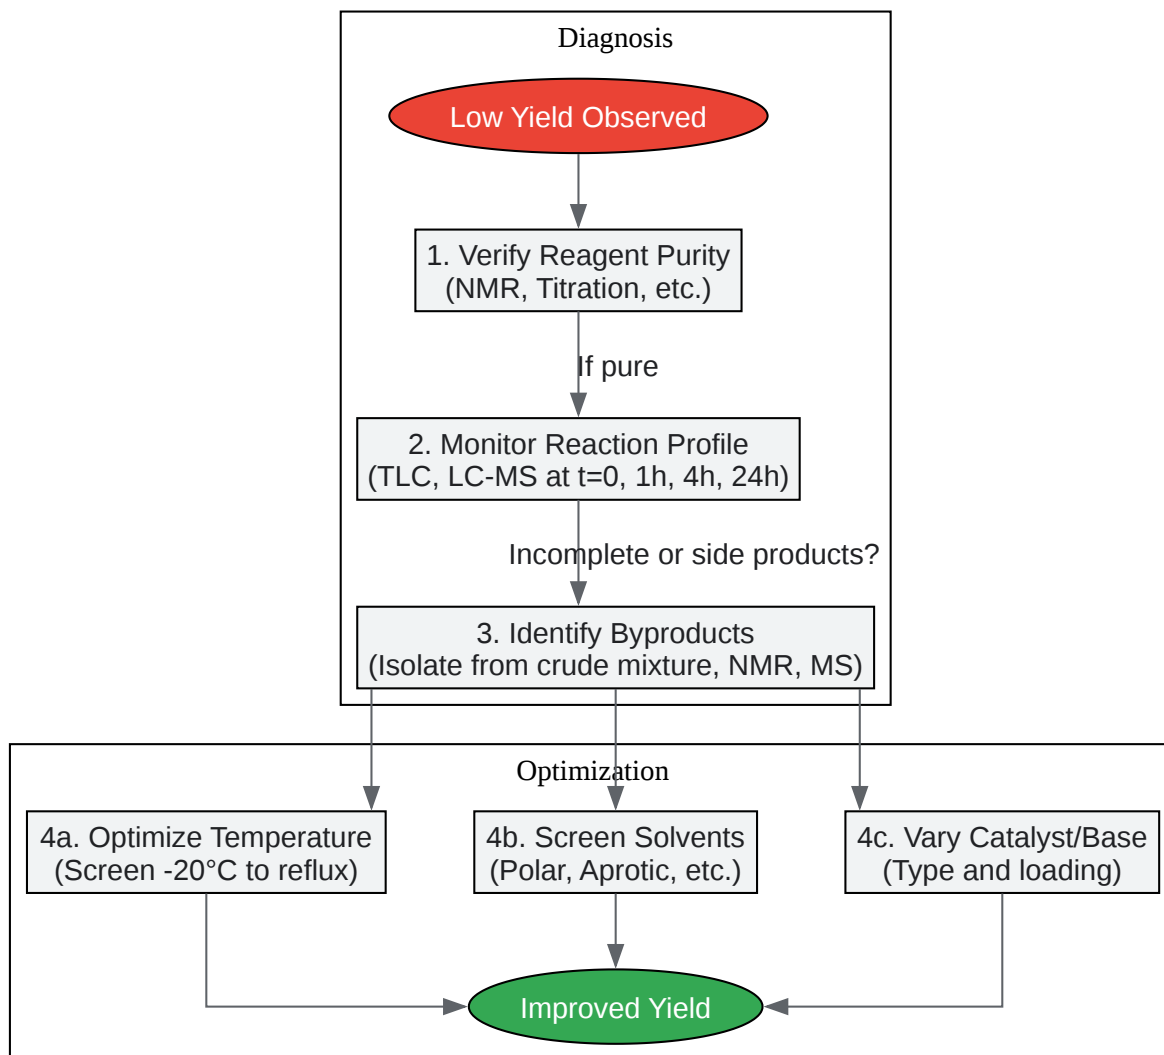 Diagnosis
Low Yield Observed
1. Verify Reagent Purity
(NMR, Titration, etc.)
If pure
2. Monitor Reaction Profile
(TLC, LC-MS at t=0, 1h, 4h, 24h)
Incomplete or side products?
3. Identify Byproducts
(Isolate from crude mixture, NMR, MS)
Optimization
4a. Optimize Temperature
(Screen -20°C to reflux)
4b. Screen Solvents
(Polar, Aprotic, etc.)
4c. Vary Catalyst/Base
(Type and loading)
Improved Yield